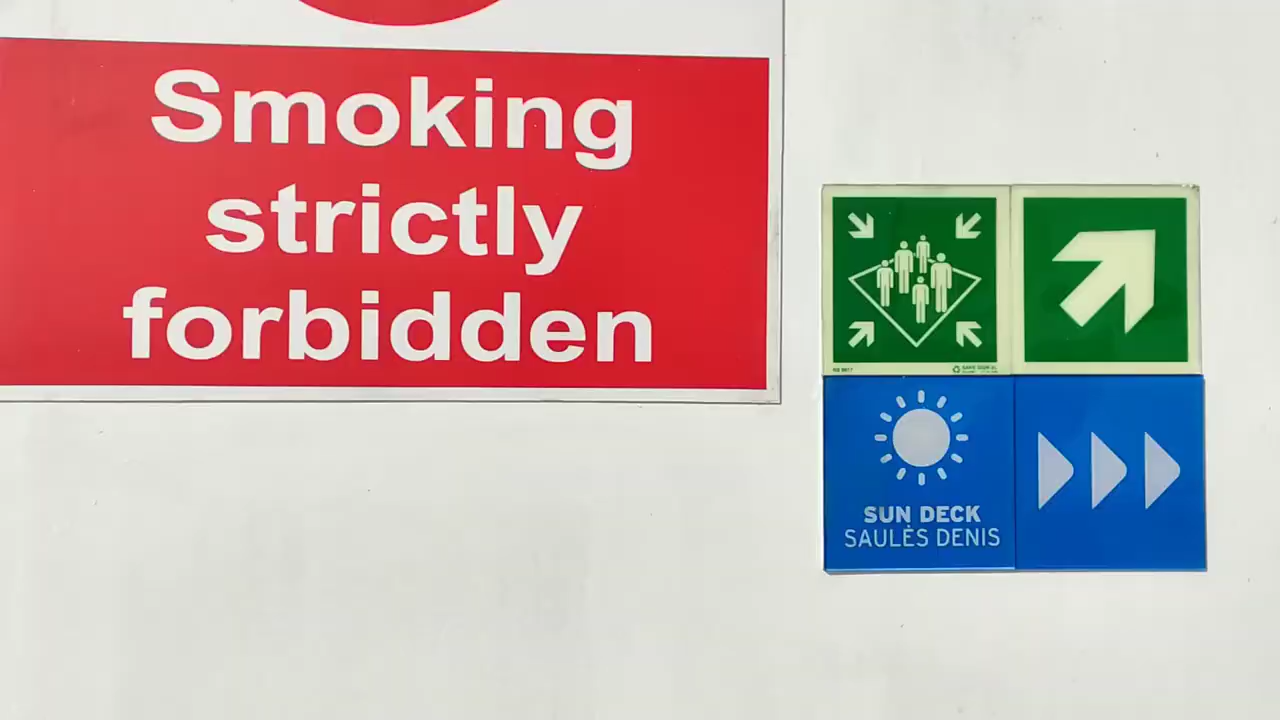 Smoking
strictly
forbidden
SUN DECK
SAULĖS DENIS